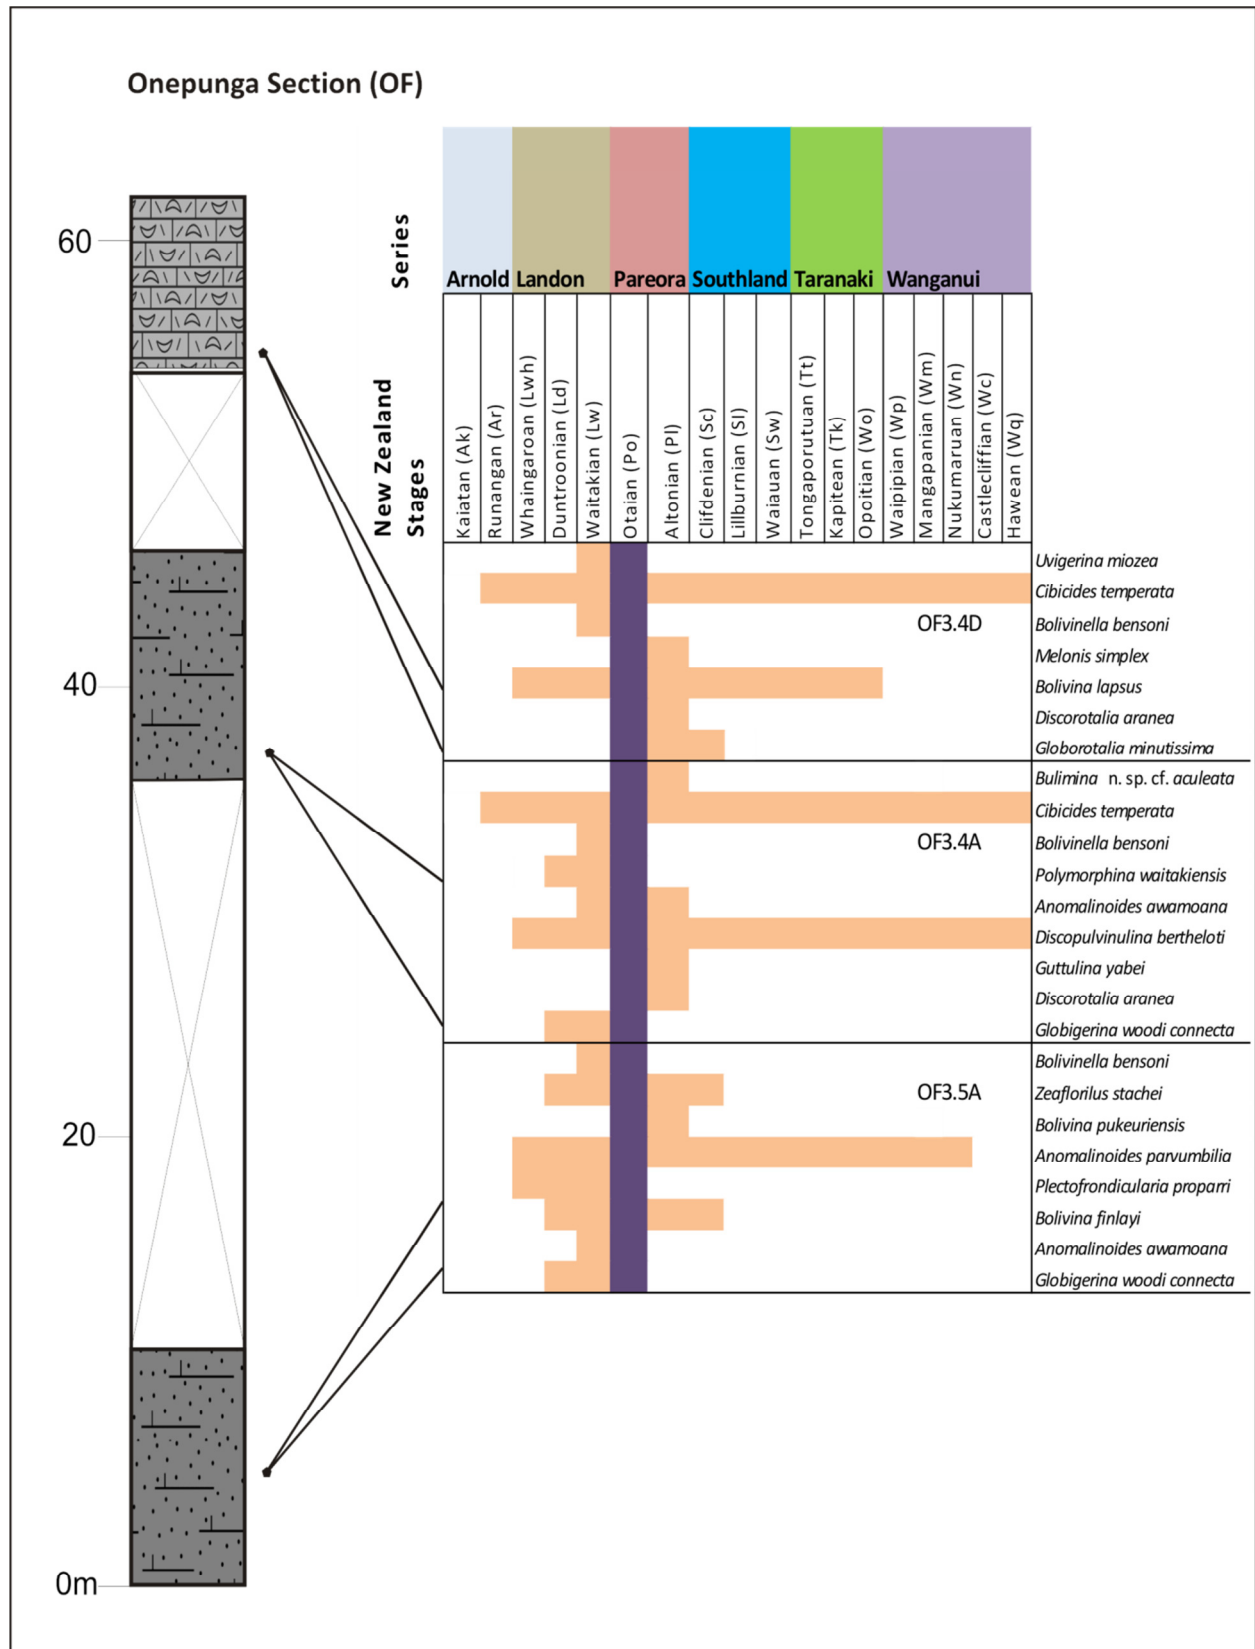 Onepunga Section (OF)
60
40
20
0m
Series
Arnold
Landon
Pareora
Southland
Taranaki
Wanganui
New Zealand
Stages
Kaiatan (Ak)
Runangan (Ar)
Whaingaroan (Lwh)
Duntroonian (Ld)
Waitakian (Lw)
Otaian (Po)
Altonian (Pl)
Clifdenian (Sc)
Lillburnian (Sl)
Waiauan (Sw)
Tongaporutuan (Tt)
Kapitean (Tk)
Opoitian (Wo)
Waipipian (Wp)
Mangapanian (Wm)
Nukumaruan (Wn)
Castlecliffian (Wc)
Hawean (Wq)
Uvigerina miozea
Cibicides temperata
OF3.4D
Bolivinella bensoni
Melonis simplex
Bolivina lapsus
Discorotalia aranea
Globorotalia minutissima
Bulimina n. sp. cf. aculeata
Cibicides temperata
OF3.4A
Bolivinella bensoni
Polymorphina waitakiensis
Anomalinoides awamoana
Discopulvinulina bertheloti
Guttulina yabei
Discorotalia aranea
Globigerina woodi connecta
Bolivinella bensoni
OF3.5A
Zeaflorilus stachei
Bolivina pukeuriensis
Anomalinoides parvumbilia
Plectofrondicularia proparri
Bolivina finlayi
Anomalinoides awamoana
Globigerina woodi connecta